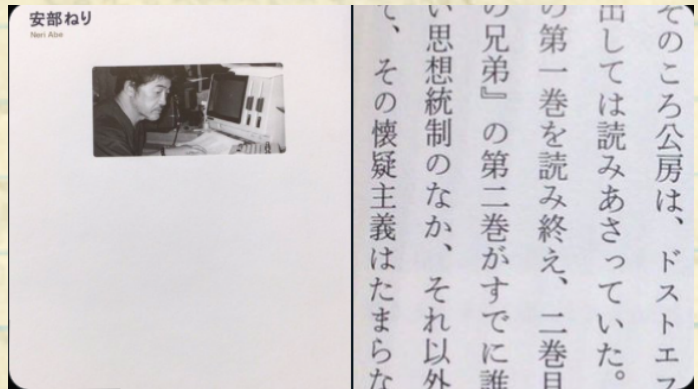 安部ねり
Neri Abe
そのころ公房は、ドストエフ
出しては読みあさっていた。
の第一巻を読み終え、二巻目
の兄弟』の第二巻がすでに誰
い思想統制のなか、それ以外
て、その懐疑主義はたまらな